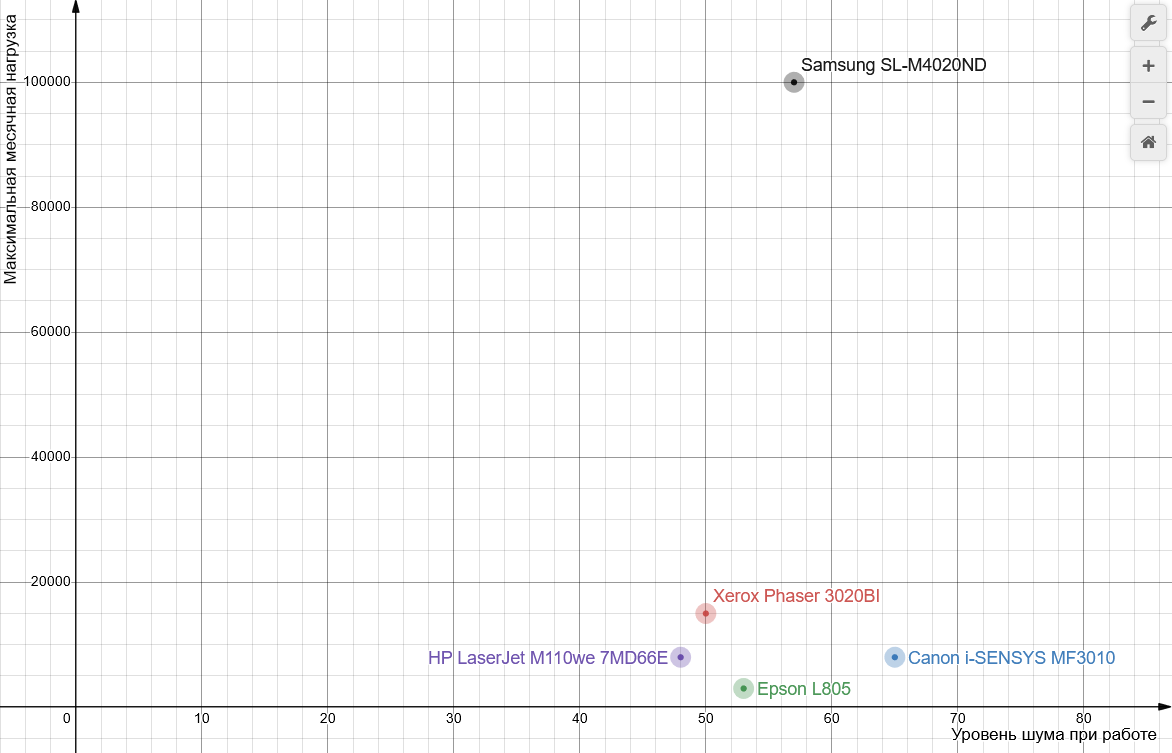 Максимальная месячная нагрузка
100000
Samsung SL-M4020ND
80000
60000
40000
20000
Xerox Phaser 3020BI
HP LaserJet M110we 7MD66E
Canon i-SENSYS MF3010
Epson L805
0 10 20 30 40 50 60 70 80
Уровень шума при работе